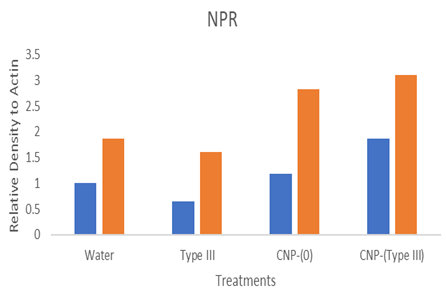 NPR
Relative Density to Actin
3.5
3
2.5
2
1.5
1
0.5
0
Water Type III CNP-(0) CNP-(Type III)
Treatments